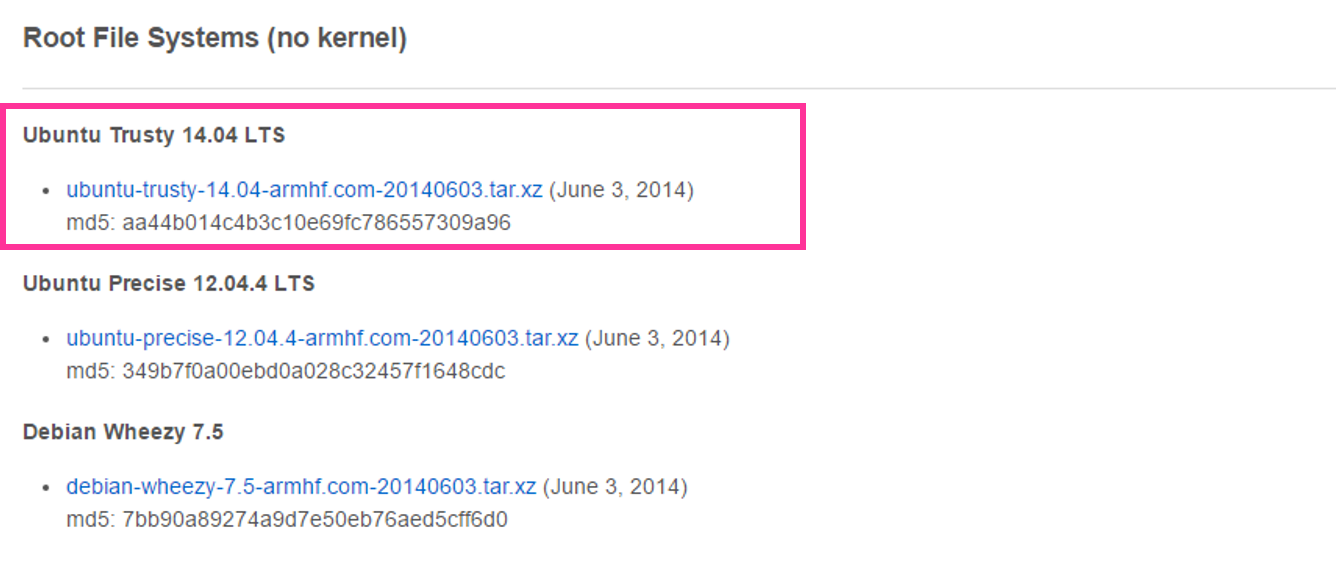 Root File Systems (no kernel)
Ubuntu Trusty 14.04 LTS
• ubuntu-trusty-14.04-armhf.com-20140603.tar.xz (June 3, 2014)
md5: aa44b014c4b3c10e69fc786557309a96
Ubuntu Precise 12.04.4 LTS
• ubuntu-precise-12.04.4-armhf.com-20140603.tar.xz (June 3, 2014)
md5: 349b7f0a00ebd0a028c32457f1648cdc
Debian Wheezy 7.5
• debian-wheezy-7.5-armhf.com-20140603.tar.xz (June 3, 2014)
md5: 7bb90a89274a9d7e50eb76aed5cff6d0